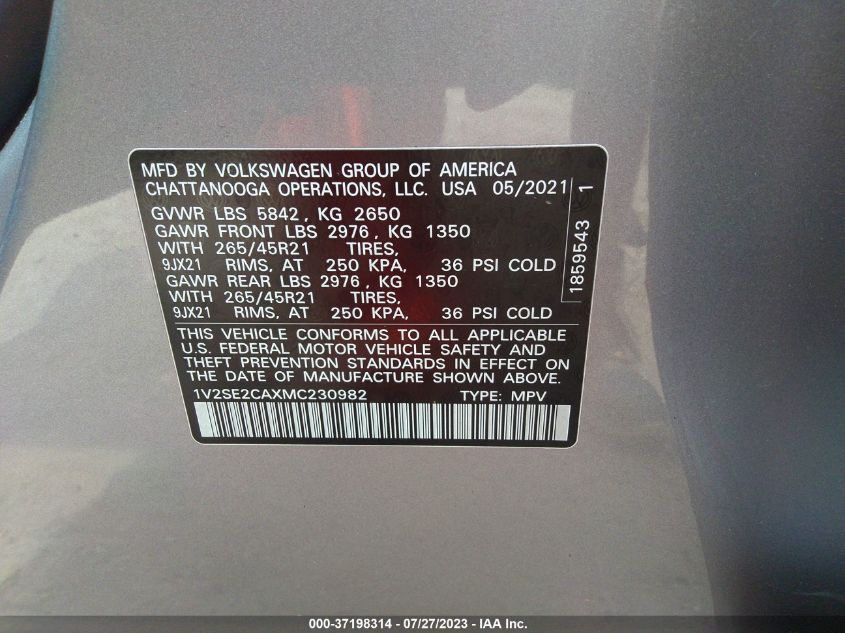 MFD BY VOLKSWAGEN GROUP OF AMERICA
CHATTANOOGA OPERATIONS, LLC. USA 05/2021
GVWR LBS 5842, KG 2650
GAWR FRONT LBS 2976, KG 1350
WITH 265/45R21 TIRES,
9JX21 RIMS, AT 250 KPA, 36 PSI COLD
GAWR REAR LBS 2976, KG 1350
WITH 265/45R21 TIRES,
9JX21 RIMS, AT 250 KPA, 36 PSI COLD
THIS VEHICLE CONFORMS TO ALL APPLICABLE
U.S. FEDERAL MOTOR VEHICLE SAFETY AND
THEFT PREVENTION STANDARDS IN EFFECT ON
THE DATE OF MANUFACTURE SHOWN ABOVE.
1V2SE2CAXMC230982 TYPE: MPV
1859543 1
000-37198314 - 07/27/2023 - IAA Inc.